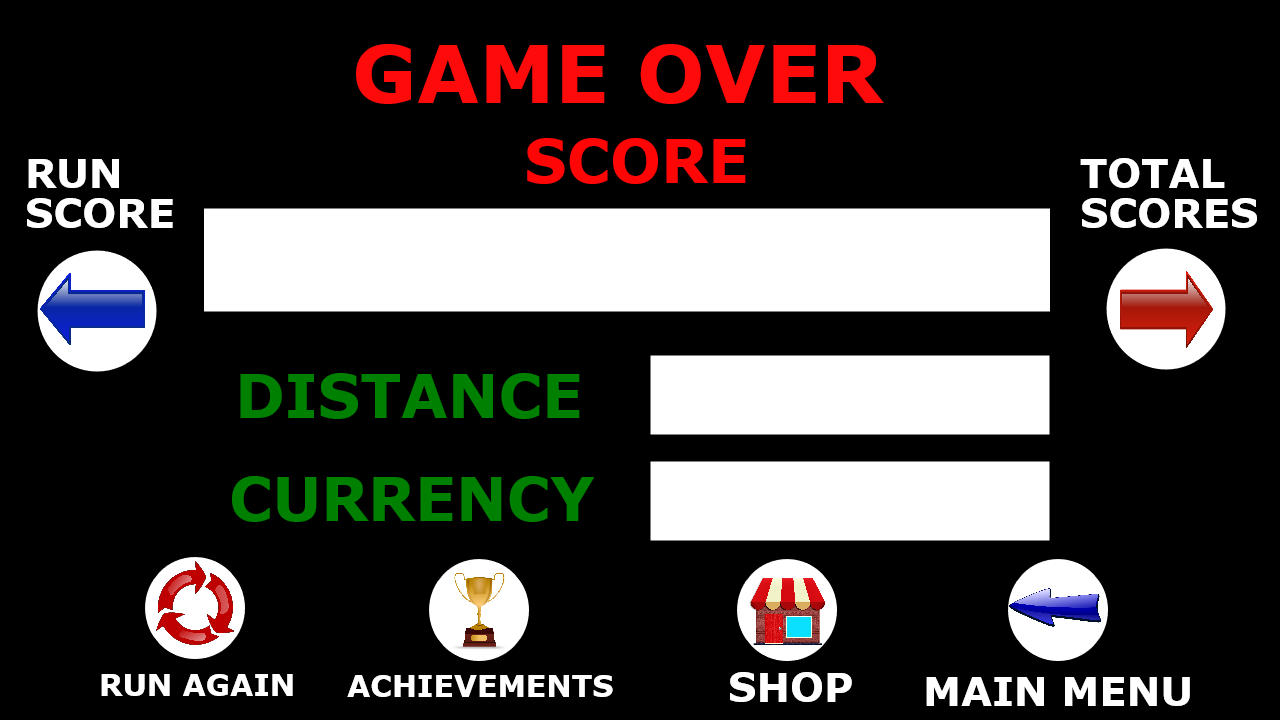 GAME OVER
SCORE
RUN
SCORE
TOTAL
SCORES
DISTANCE
CURRENCY
RUN AGAIN
ACHIEVEMENTS
SHOP
MAIN MENU